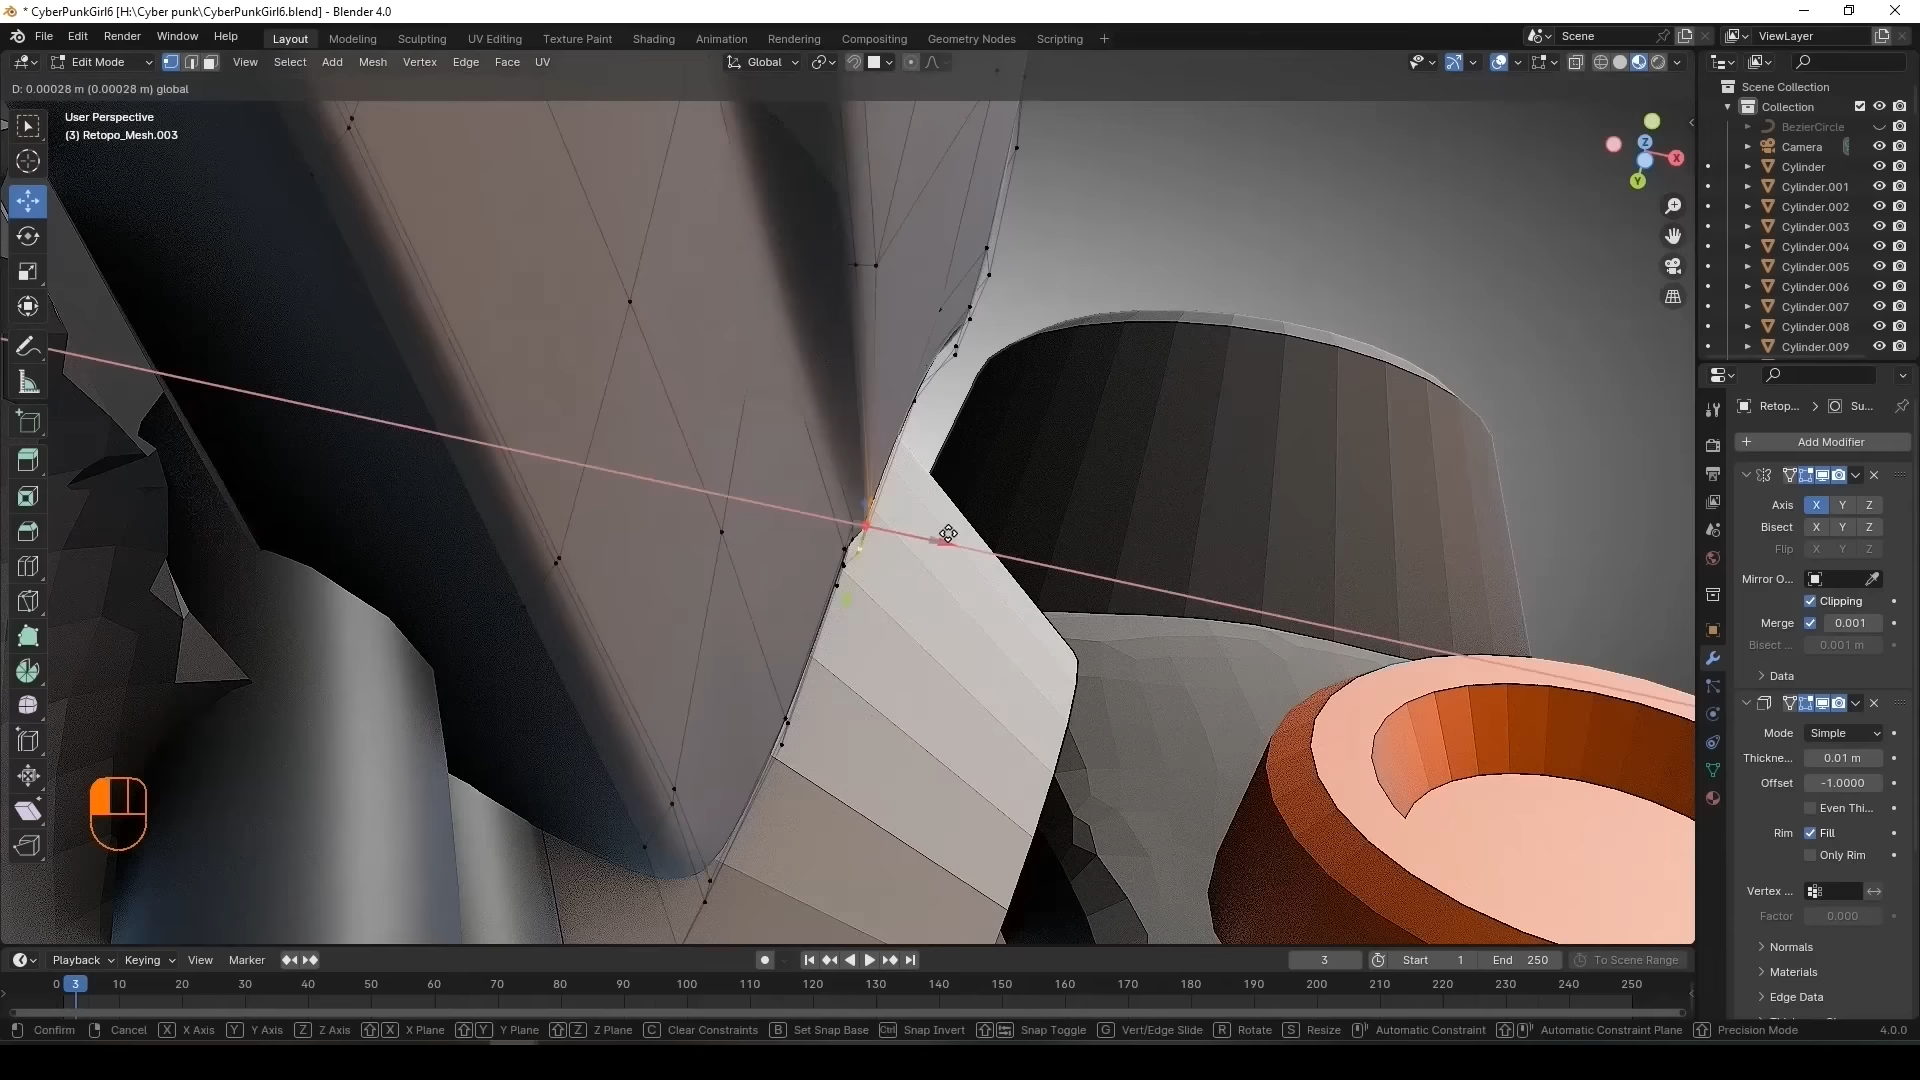 * CyberPunkGirl6 [H:\Cyber punk\CyberPunkGirl6.blend] - Blender 4.0
File Edit Render Window Help
Layout Modeling Sculpting UV Editing Texture Paint Shading Animation Rendering Compositing Geometry Nodes Scripting +
Scene
ViewLayer
Edit Mode
View Select Add Mesh Vertex Edge Face UV
Global
D: 0.00028 m (0.00028 m) global
User Perspective
(3) Retopo_Mesh.003
Z
X
Y
Scene Collection
Collection
BezierCircle
Camera
Cylinder
Cylinder.001
Cylinder.002
Cylinder.003
Cylinder.004
Cylinder.005
Cylinder.006
Cylinder.007
Cylinder.008
Cylinder.009
Retop... > Su...
+ Add Modifier
Axis X Y Z
Bisect X Y Z
Flip X Y Z
Mirror O...
Clipping
Merge 0.001
Bisect ... 0.001 m
Data
Mode Simple
Thickne... 0.01 m
Offset -1.0000
Even Thi...
Rim Fill
Only Rim
Vertex ...
Factor 0.000
Normals
Materials
Edge Data
Playback Keying View Marker
3
Start 1
End 250
To Scene Range
0 3 10 20 30 40 50 60 70 80 90 100 110 120 130 140 150 160 170 180 190 200 210 220 230 240 250
Confirm Cancel X X Axis Y Y Axis Z Z Axis X X Plane Y Y Plane Z Z Plane C Clear Constraints B Set Snap Base Ctrl Snap Invert Snap Toggle G Vert/Edge Slide R Rotate S Resize Automatic Constraint Automatic Constraint Plane Precision Mode 4.0.0